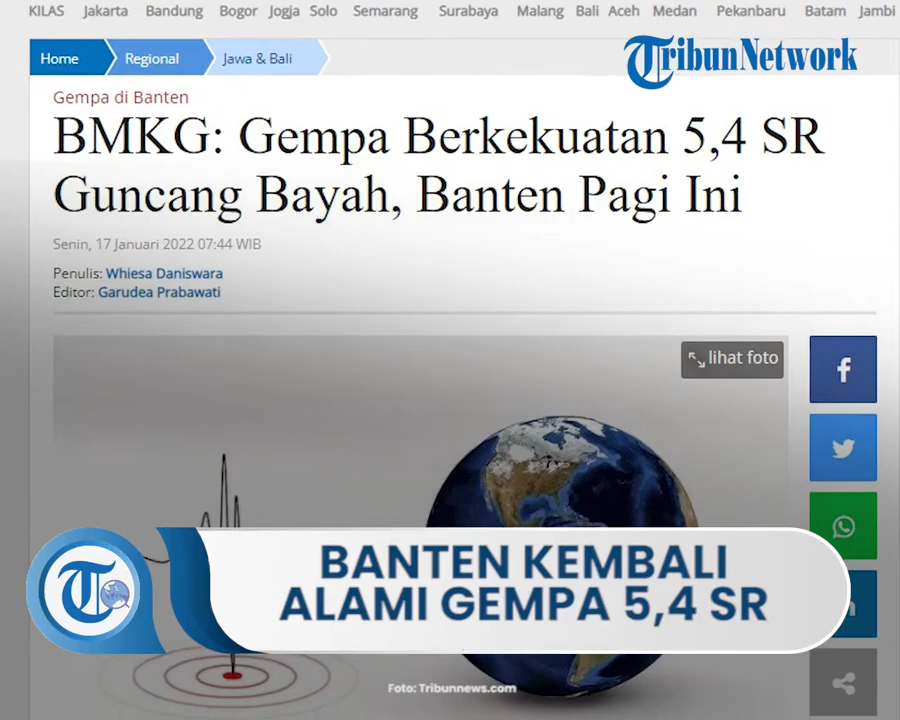 KILAS Jakarta Bandung Bogor Jogja Solo Semarang Surabaya Malang Bali Aceh Medan Pekanbaru Batam Jambi
Home Regional Jawa & Bali
TribunNetwork
Gempa di Banten
BMKG: Gempa Berkekuatan 5,4 SR
Guncang Bayah, Banten Pagi Ini
Senin, 17 Januari 2022 07:44 WIB
Penulis: Whiesa Daniswara
Editor: Garudea Prabawati
lihat foto
BANTEN KEMBALI
ALAMI GEMPA 5,4 SR
Foto: Tribunnews.com